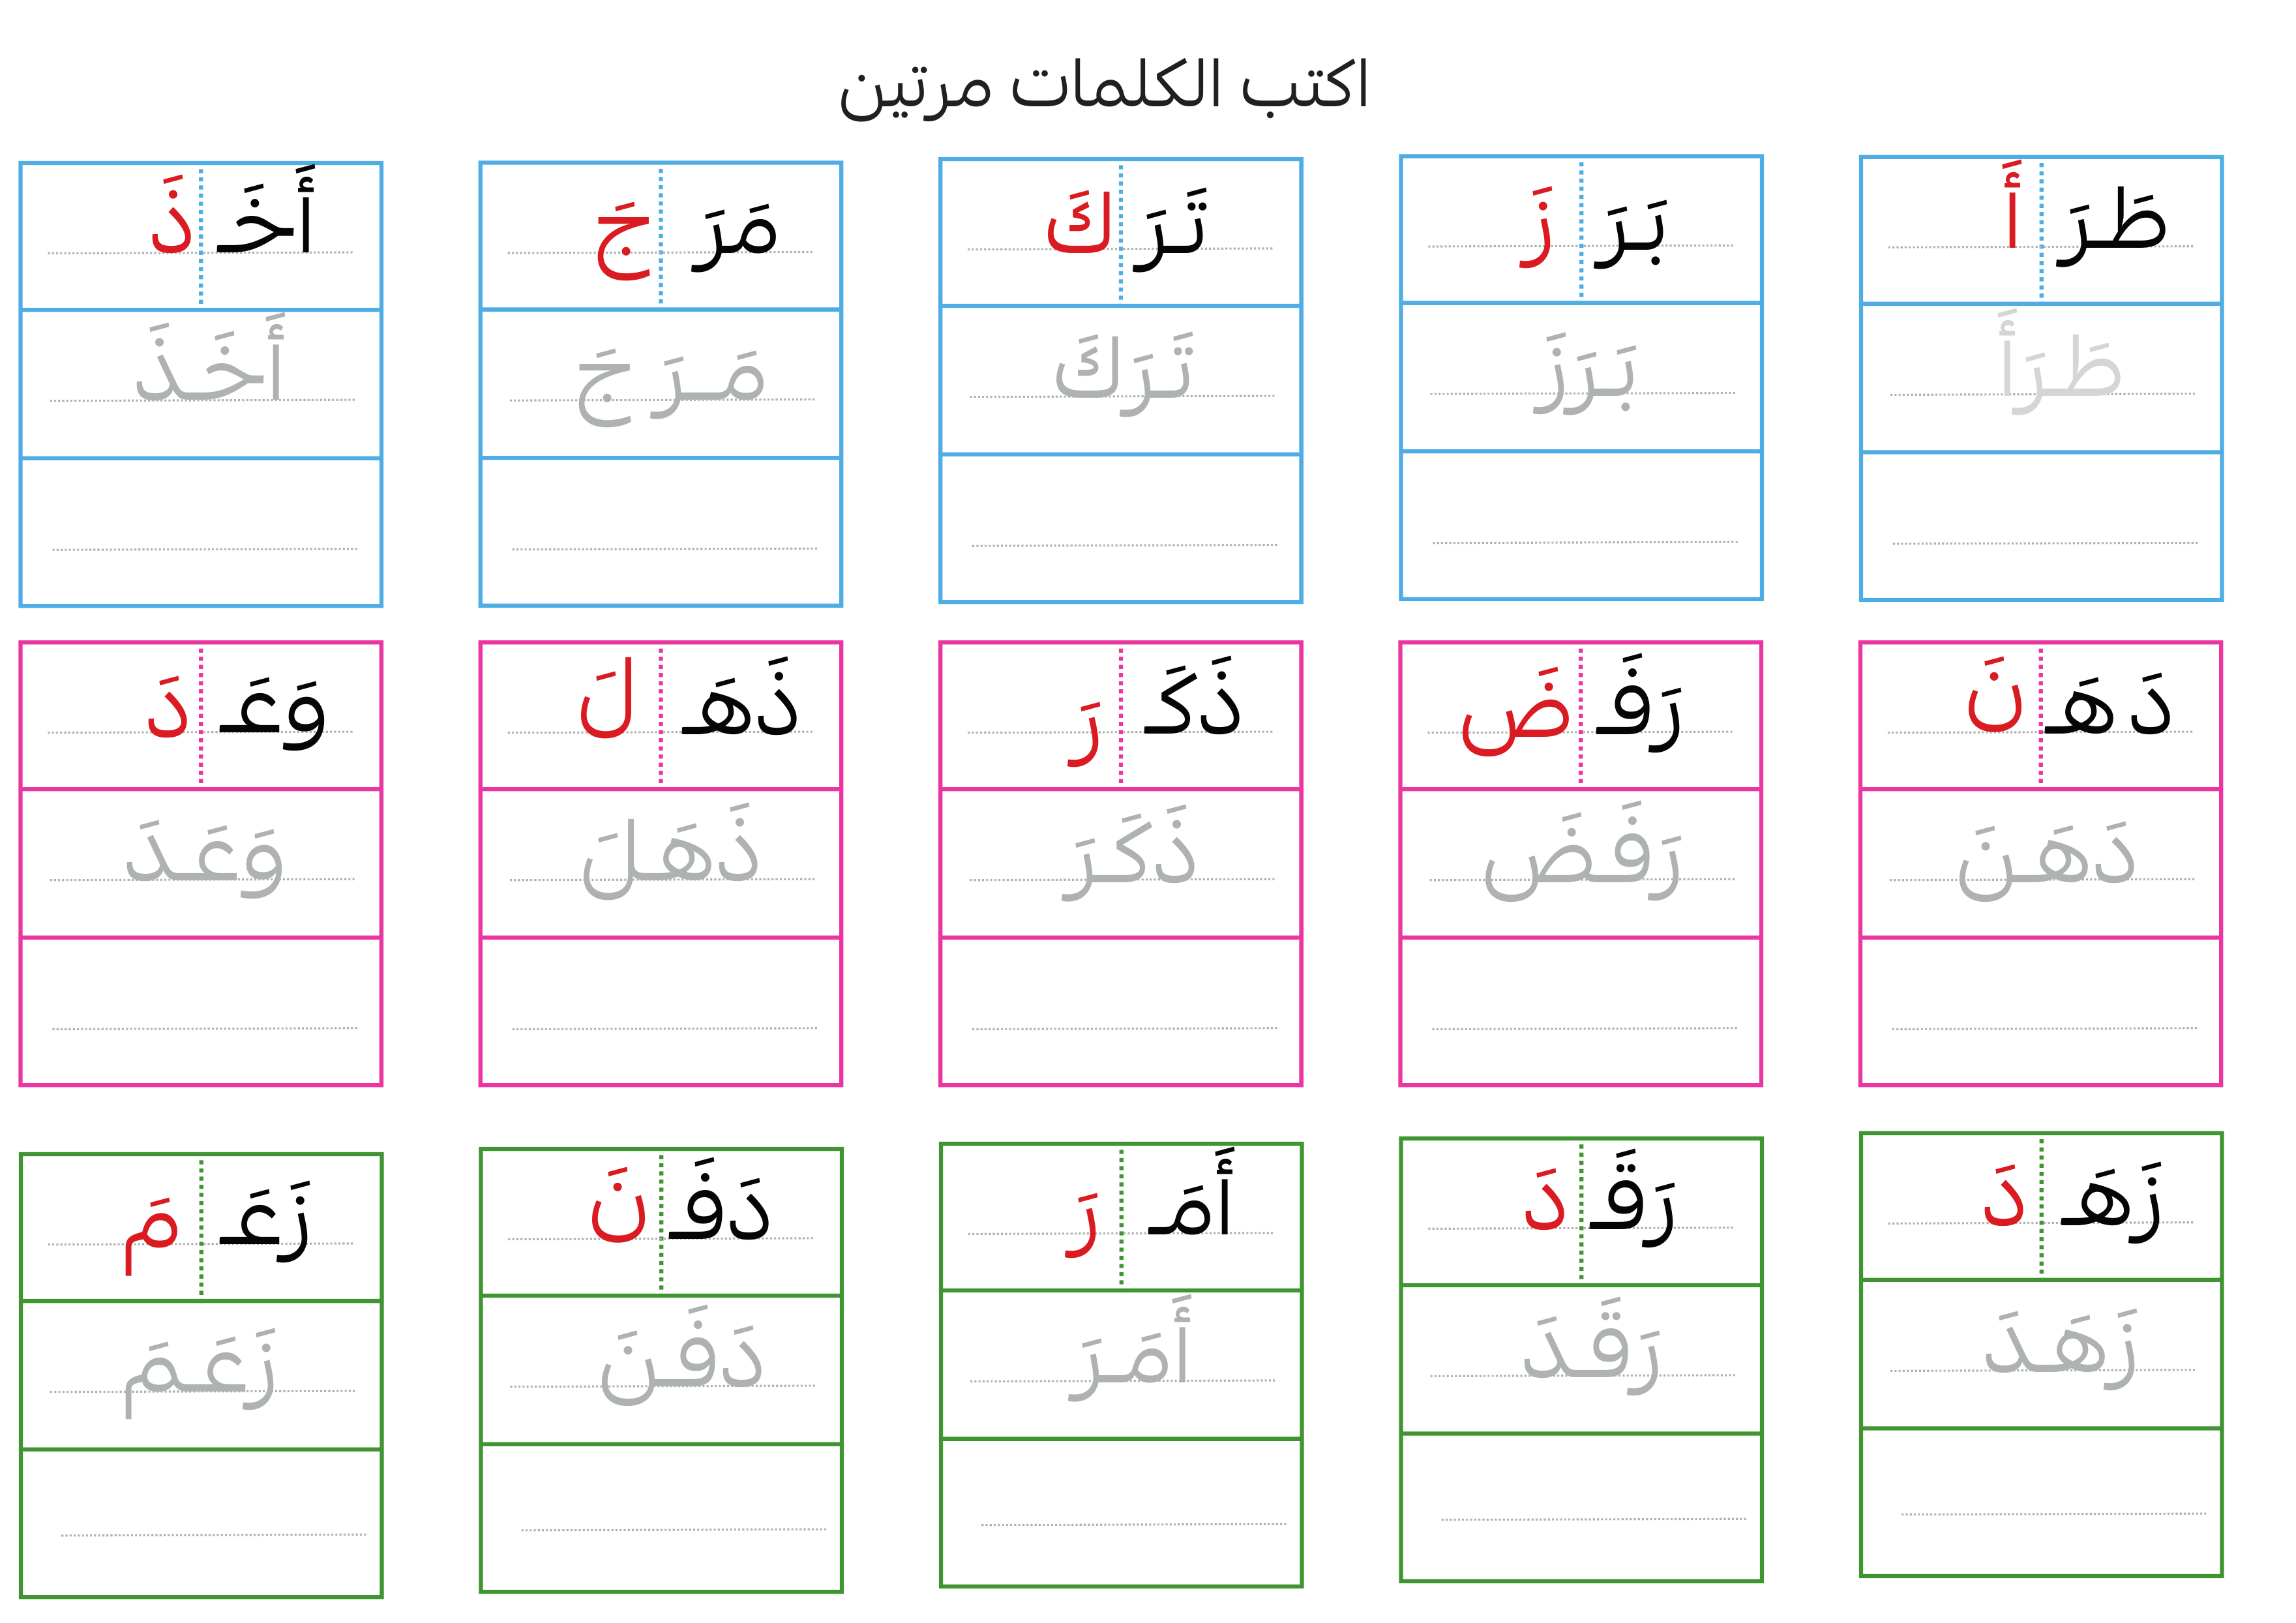 اكتب الكلمات مرتين
طَرَ أَ بَرَ زَ تَرَ كَ مَرَ جَ أَخَـ ذَ
طَرَأَ بَرَزَ تَرَكَ مَرَجَ أَخَذَ
دَهَـ نَ رَفَـ ضَ ذَكَـ رَ ذَهَـ لَ وَعَـ دَ
دَهَنَ رَفَضَ ذَكَرَ ذَهَلَ وَعَدَ
زَهَـ دَ رَقَـ دَ أَمَـ رَ دَفَـ نَ زَعَـ مَ
زَهَدَ رَقَدَ أَمَرَ دَفَنَ زَعَمَ